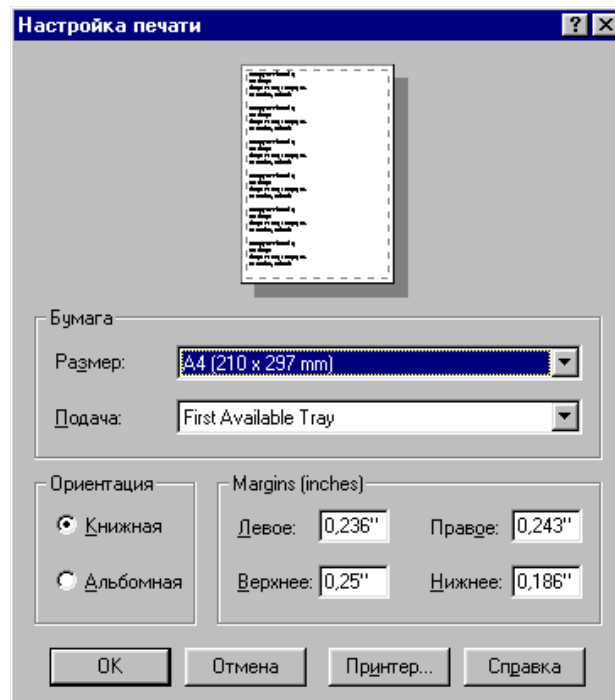 Настройка печати
Бумага
Размер: A4 (210 x 297 mm)
Подача: First Available Tray
Ориентация Margins (inches)
Книжная Левое: 0,236" Правое: 0,243"
Альбомная Верхнее: 0,25" Нижнее: 0,186"
OK Отмена Принтер... Справка